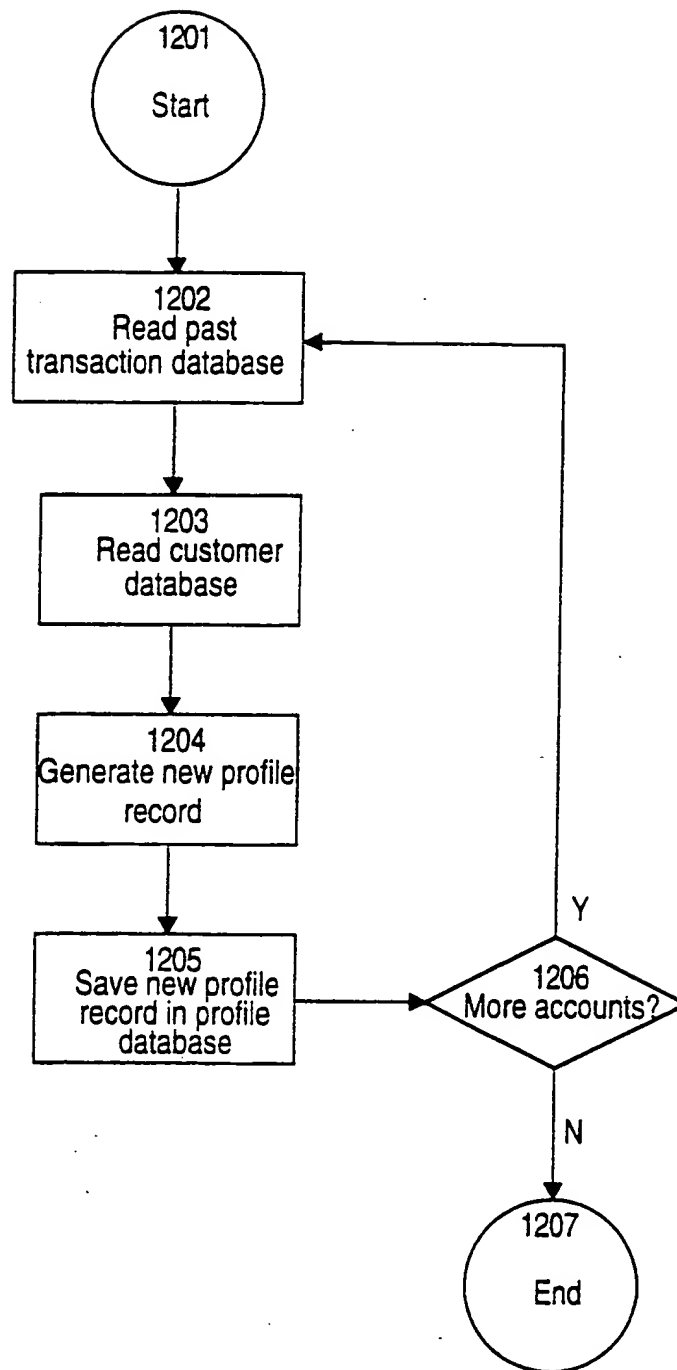 1201
Start
1202
Read past
transaction database
1203
Read customer
database
1204
Generate new profile
record
1205
Save new profile
record in profile
database
Y
1206
More accounts?
N
1207
End